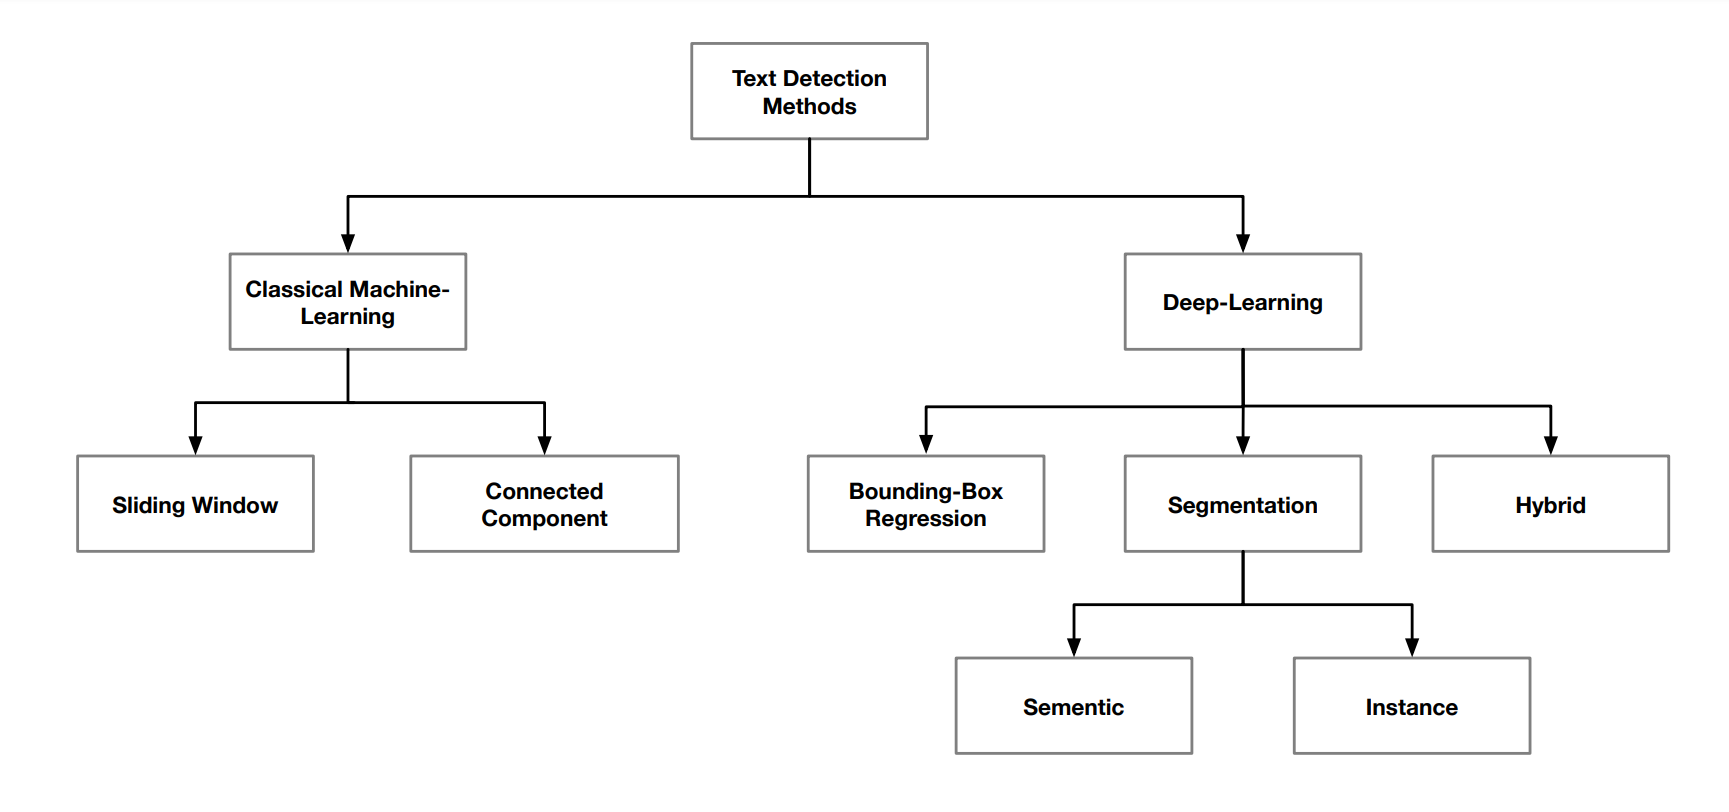 Text Detection
Methods
Classical Machine-
Learning
Deep-Learning
Sliding Window
Connected
Component
Bounding-Box
Regression
Segmentation
Hybrid
Sementic
Instance